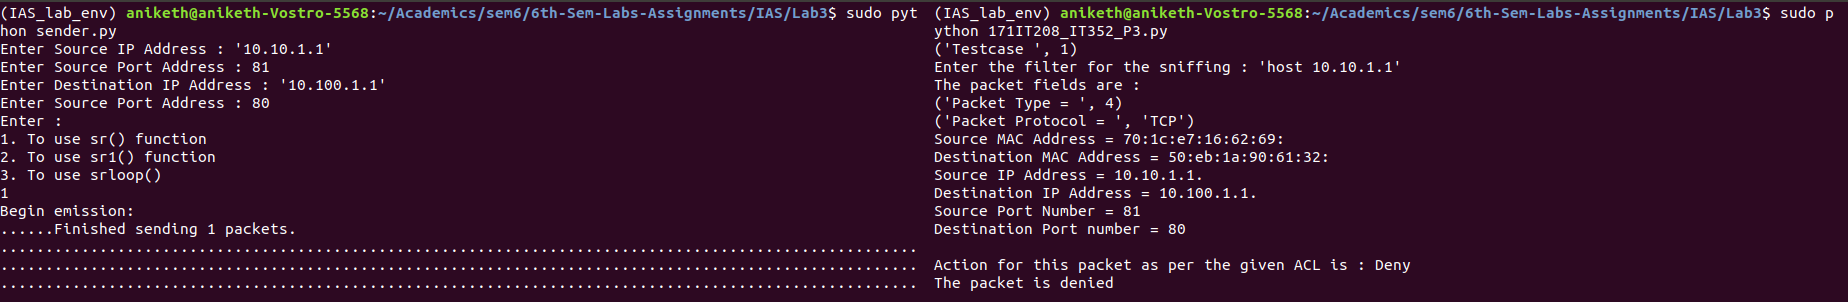 (IAS_lab_env) aniketh@aniketh-Vostro-5568:~/Academics/sem6/6th-Sem-Labs-Assignments/IAS/Lab3$ sudo pyt
hon sender.py
Enter Source IP Address : '10.10.1.1'
Enter Source Port Address : 81
Enter Destination IP Address : '10.100.1.1'
Enter Source Port Address : 80
Enter :
1. To use sr() function
2. To use sr1() function
3. To use srloop()
1
Begin emission:
......Finished sending 1 packets.
......................................................................................................
......................................................................................................
......................................................................................................
(IAS_lab_env) aniketh@aniketh-Vostro-5568:~/Academics/sem6/6th-Sem-Labs-Assignments/IAS/Lab3$ sudo p
ython 171IT208_IT352_P3.py
('Testcase ', 1)
Enter the filter for the sniffing : 'host 10.10.1.1'
The packet fields are :
('Packet Type = ', 4)
('Packet Protocol = ', 'TCP')
Source MAC Address = 70:1c:e7:16:62:69:
Destination MAC Address = 50:eb:1a:90:61:32:
Source IP Address = 10.10.1.1.
Destination IP Address = 10.100.1.1.
Source Port Number = 81
Destination Port number = 80
Action for this packet as per the given ACL is : Deny
The packet is denied